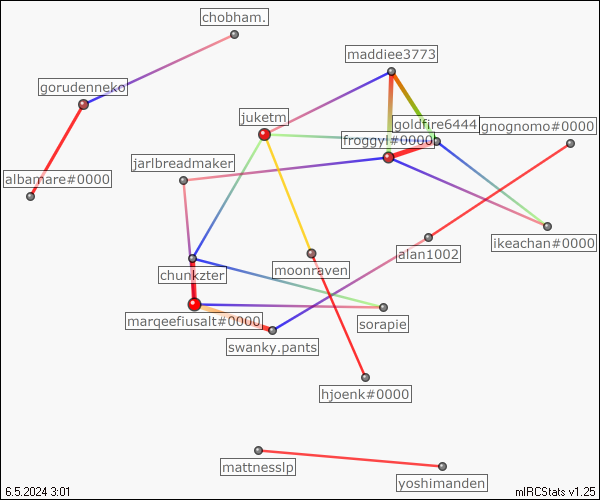 chobham.
maddiee3773
gorudenneko
juketm
goldfire6444
gnognomo#0000
froggyl#0000
jarlbreadmaker
albamare#0000
ikeachan#0000
alan1002
chunkzter
moonraven
marqeefiusalt#0000
sorapie
swanky.pants
hjoenk#0000
mattnesslp
yoshimanden
6.5.2024 3:01
mIRCStats v1.25